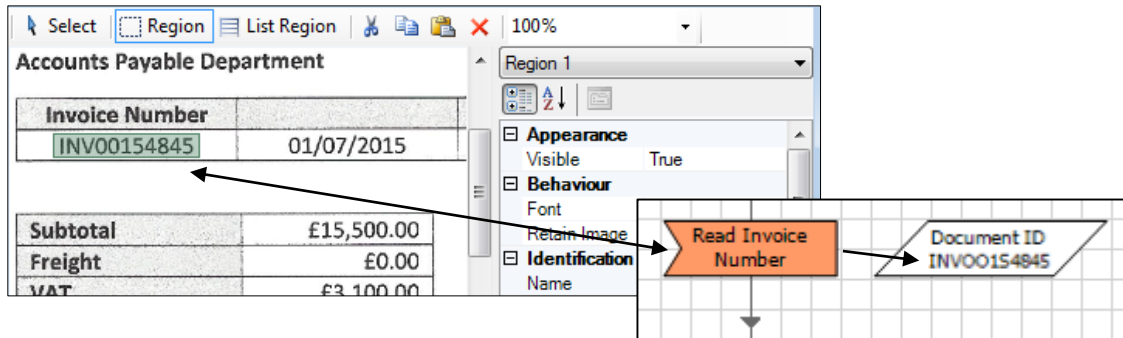 Select Region List Region 100%
Accounts Payable Department
Invoice Number
INV00154845 01/07/2015
Subtotal £15,500.00
Freight £0.00
VAT £3,100.00
Region 1
Appearance
Visible True
Behaviour
Font
Retain Image
Identification
Name
Read Invoice
Number
Document ID
INVOO154845